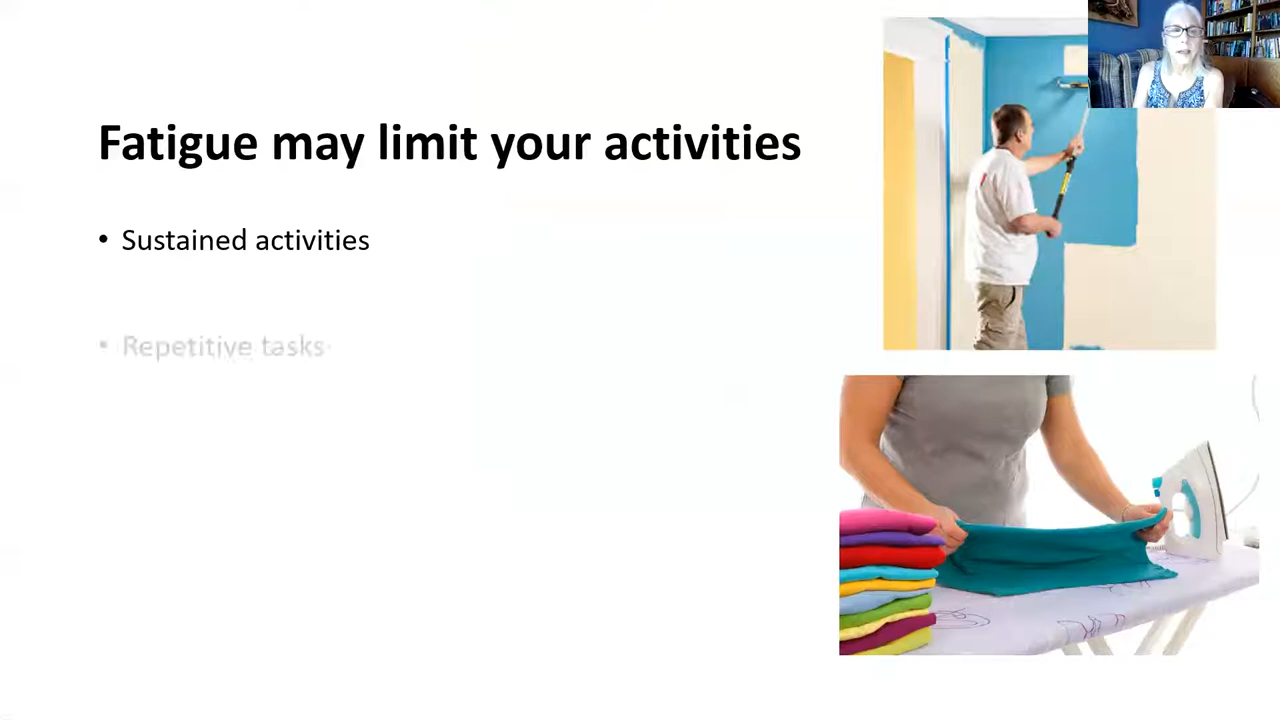 Fatigue may limit your activities
• Sustained activities
• Repetitive tasks